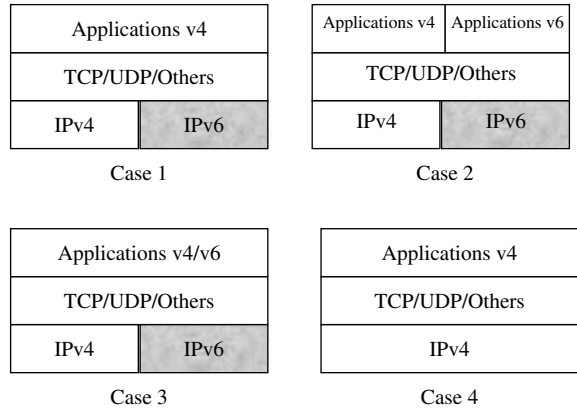 Applications v4
TCP/UDP/Others
IPv4 IPv6
Case 1
Applications v4 Applications v6
TCP/UDP/Others
IPv4 IPv6
Case 2
Applications v4/v6
TCP/UDP/Others
IPv4 IPv6
Case 3
Applications v4
TCP/UDP/Others
IPv4
Case 4